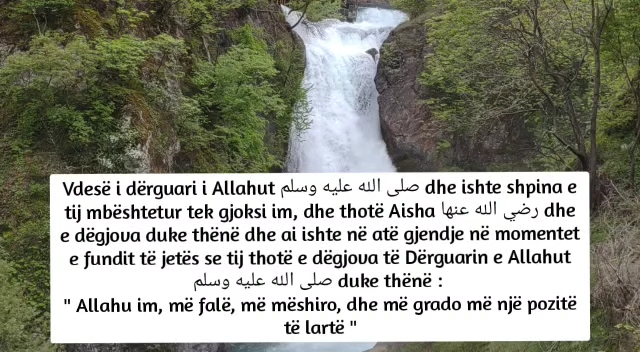 Vdesë i dërguari i Allahut صلى الله عليه وسلم dhe ishte shpina e
tij mbështetur tek gjoksi im, dhe thotë Aisha رضي الله عنها dhe
e dëgjova duke thënë dhe ai ishte në atë gjendje në momentet
e fundit të jetës se tij thotë e dëgjova të Dërguarin e Allahut
صلى الله عليه وسلم duke thënë :
" Allahu im, më falë, më mëshiro, dhe më grado më një pozitë
të lartë "